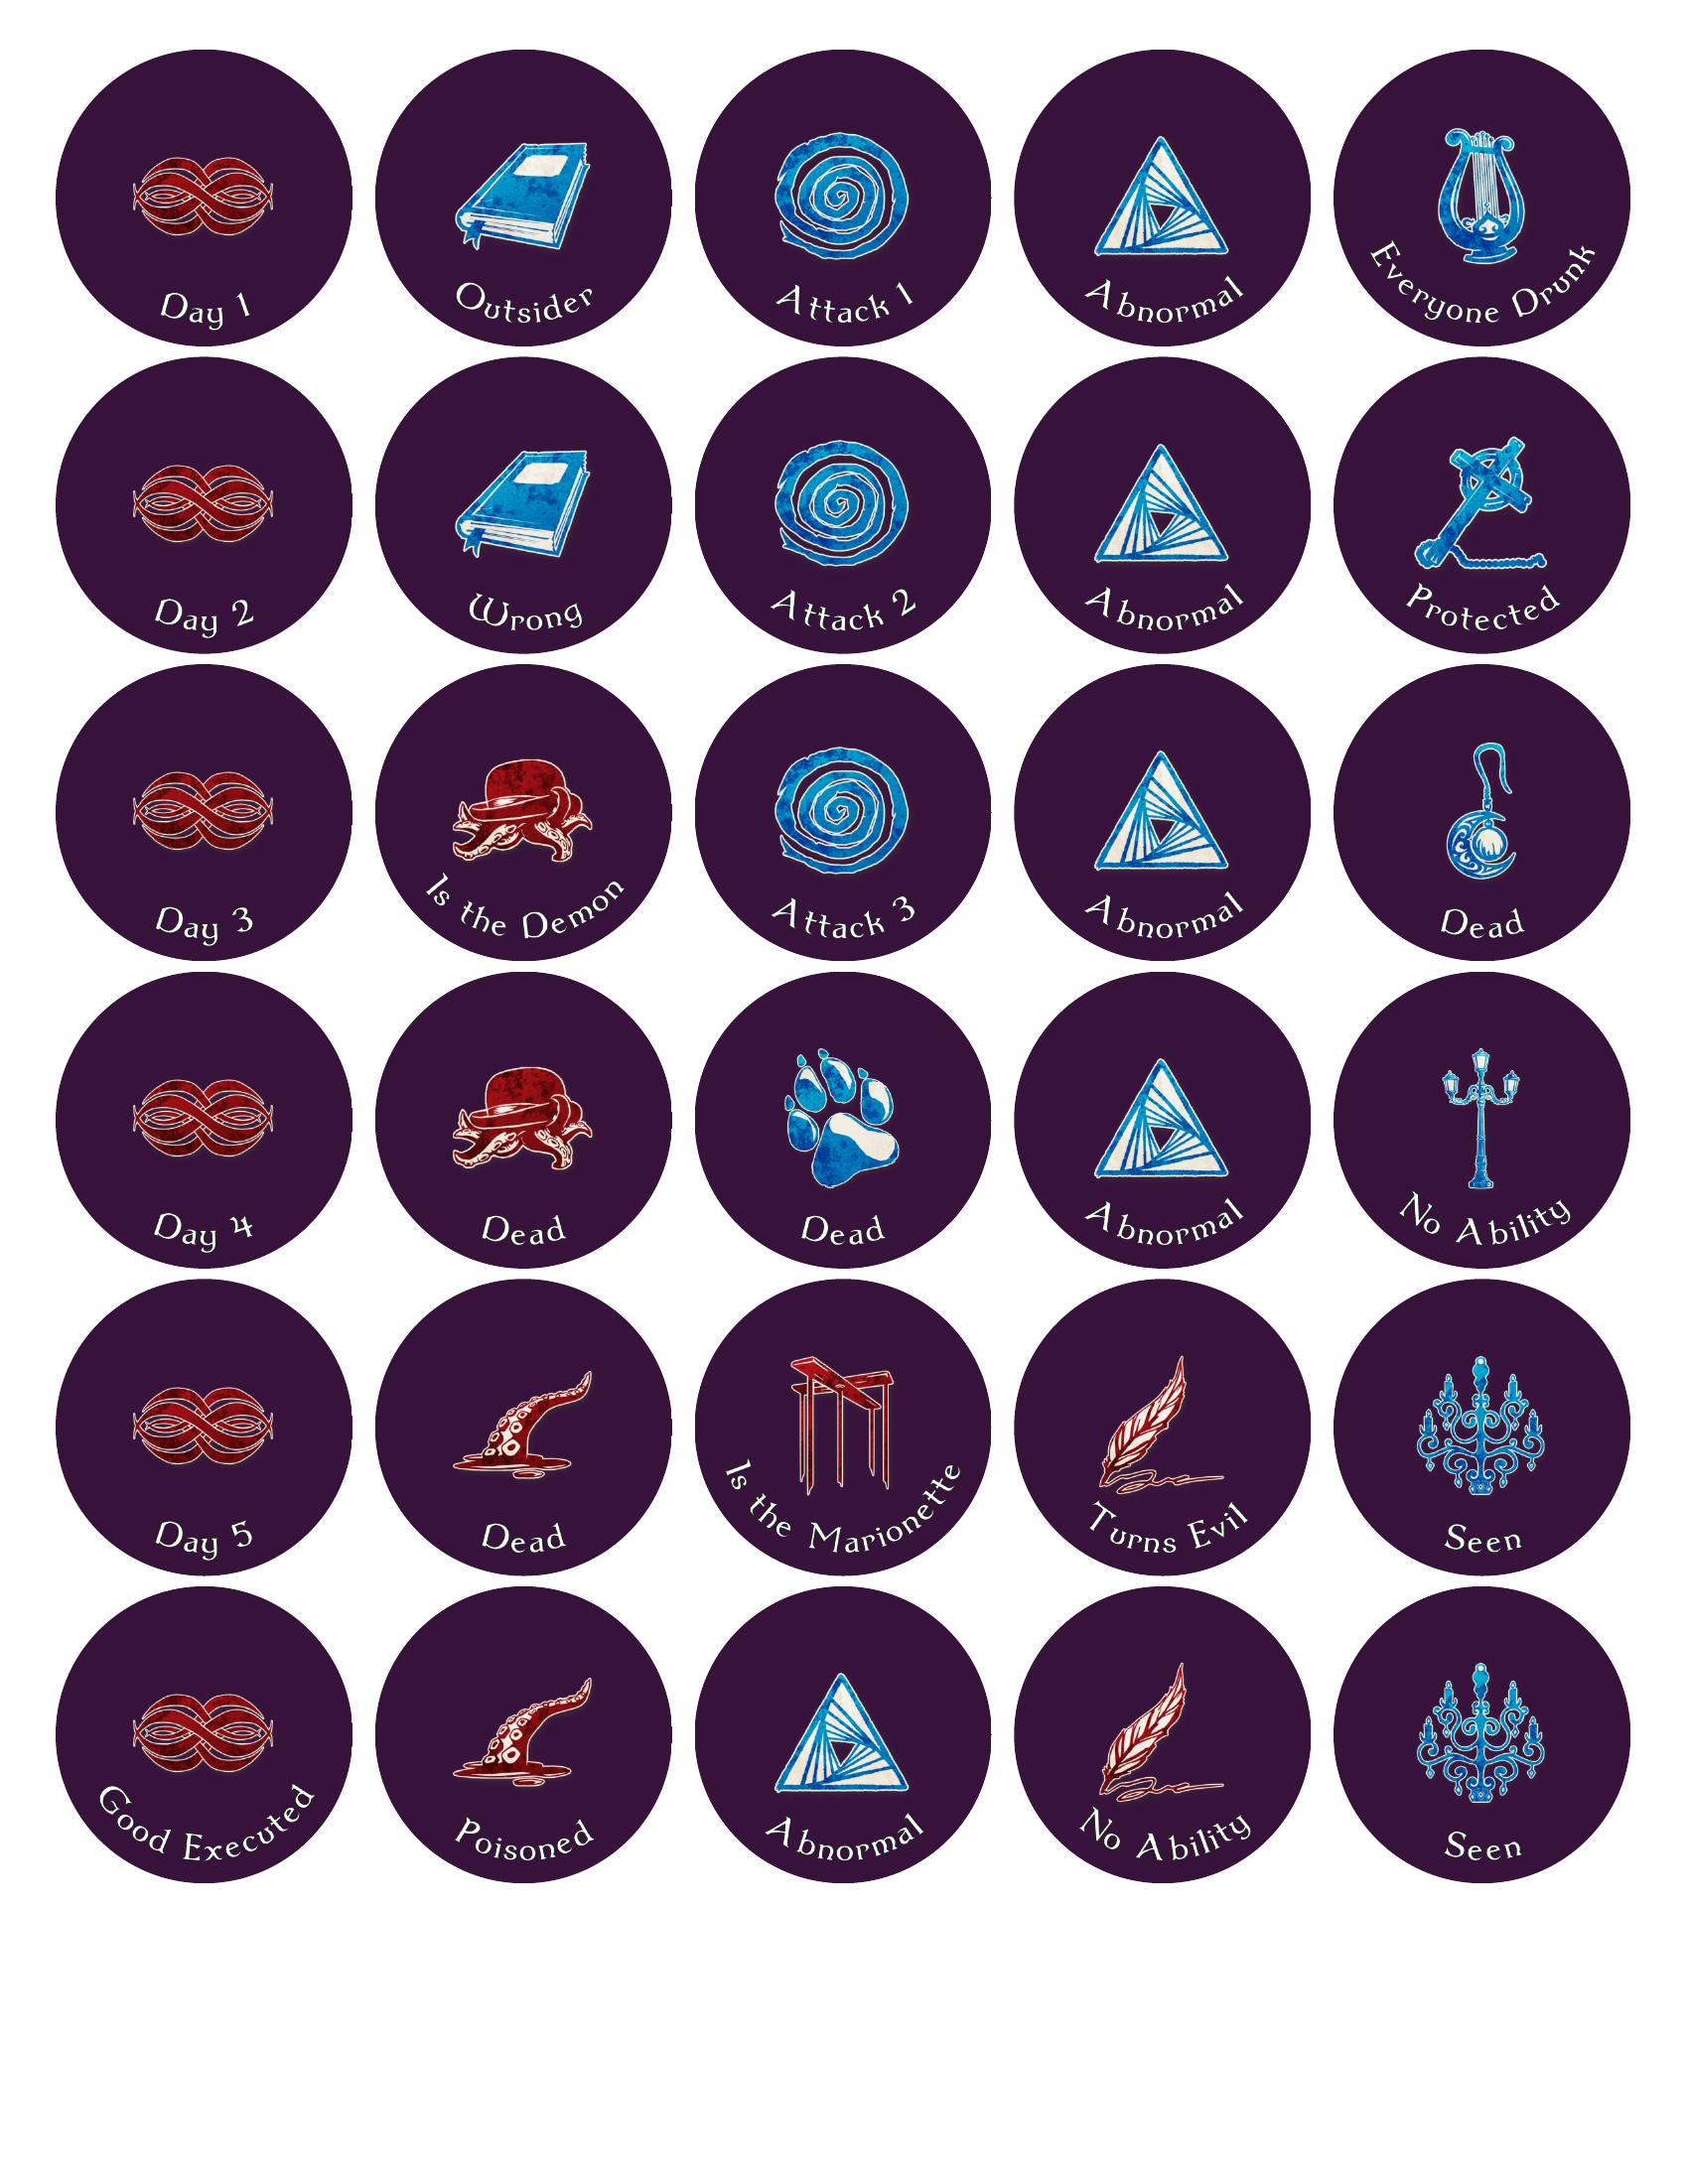 Day 1
Outsider
Attack 1
Abnormal
Everyone Drunk
Day 2
Wrong
Attack 2
Abnormal
Protected
Day 3
Is the Demon
Attack 3
Abnormal
Dead
Day 4
Dead
Dead
Abnormal
No Ability
Day 5
Dead
Is the Marionette
Turns Evil
Seen
Good Executed
Poisoned
Abnormal
No Ability
Seen